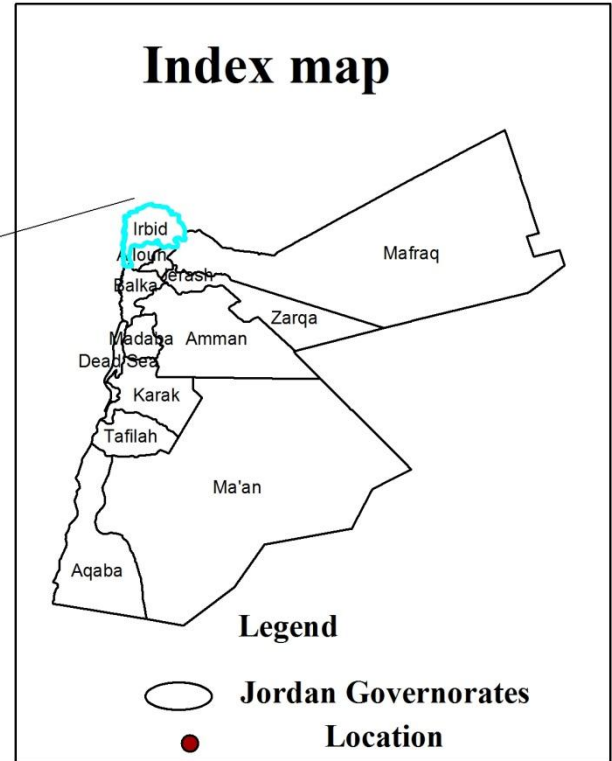 Index map
Irbid
Ajloun
Jerash
Mafraq
Balka
Zarqa
Madaba
Amman
Dead Sea
Karak
Tafilah
Ma'an
Aqaba
Legend
Jordan Governorates
Location